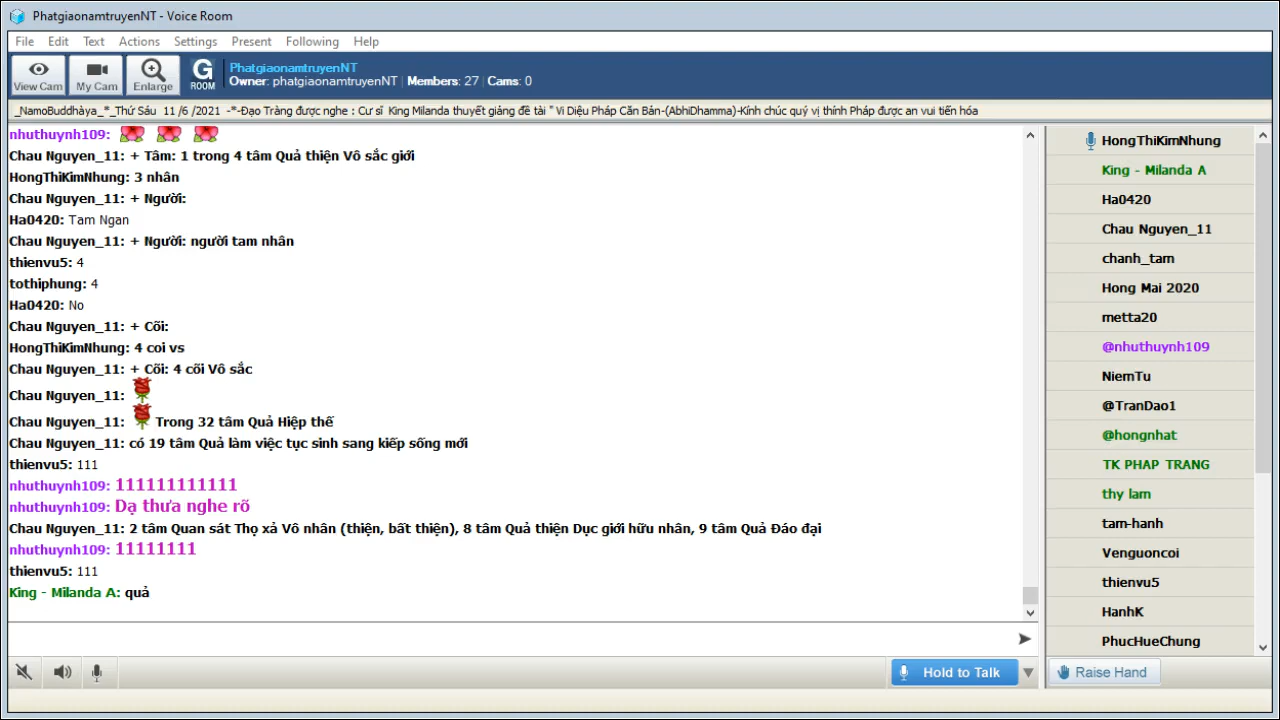 PhatgiaonamtruyenNT - Voice Room
File Edit Text Actions Settings Present Following Help
View Cam
My Cam
Enlarge
G
ROOM
PhatgiaonamtruyenNT
Owner: phatgiaonamtruyenNT | Members: 27 | Cams: 0
_NamoBuddhàya_*_Thứ Sáu 11 /6 /2021 -*-Đạo Tràng được nghe : Cư sĩ King Milanda thuyết giảng đề tài " Vi Diệu Pháp Căn Bản-(AbhiDhamma)-Kính chúc quý vị thính Pháp được an vui tiến hóa
nhuthuynh109:
Chau Nguyen_11: + Tâm: 1 trong 4 tâm Quả thiện Vô sắc giới
HongThiKimNhung: 3 nhân
Chau Nguyen_11: + Người:
Ha0420: Tam Ngan
Chau Nguyen_11: + Người: người tam nhân
thienvu5: 4
tothiphung: 4
Ha0420: No
Chau Nguyen_11: + Cõi:
HongThiKimNhung: 4 coi vs
Chau Nguyen_11: + Cõi: 4 cõi Vô sắc
Chau Nguyen_11:
Chau Nguyen_11: Trong 32 tâm Quả Hiệp thế
Chau Nguyen_11: có 19 tâm Quả làm việc tục sinh sang kiếp sống mới
thienvu5: 111
nhuthuynh109: 111111111111
nhuthuynh109: Dạ thưa nghe rõ
Chau Nguyen_11: 2 tâm Quan sát Thọ xả Vô nhân (thiện, bất thiện), 8 tâm Quả thiện Dục giới hữu nhân, 9 tâm Quả Đáo đại
nhuthuynh109: 11111111
thienvu5: 111
King - Milanda A: quả
HongThiKimNhung
King - Milanda A
Ha0420
Chau Nguyen_11
chanh_tam
Hong Mai 2020
metta20
@nhuthuynh109
NiemTu
@TranDao1
@hongnhat
TK PHAP TRANG
thy lam
tam-hanh
Venguoncoi
thienvu5
HanhK
PhucHueChung
Hold to Talk
Raise Hand